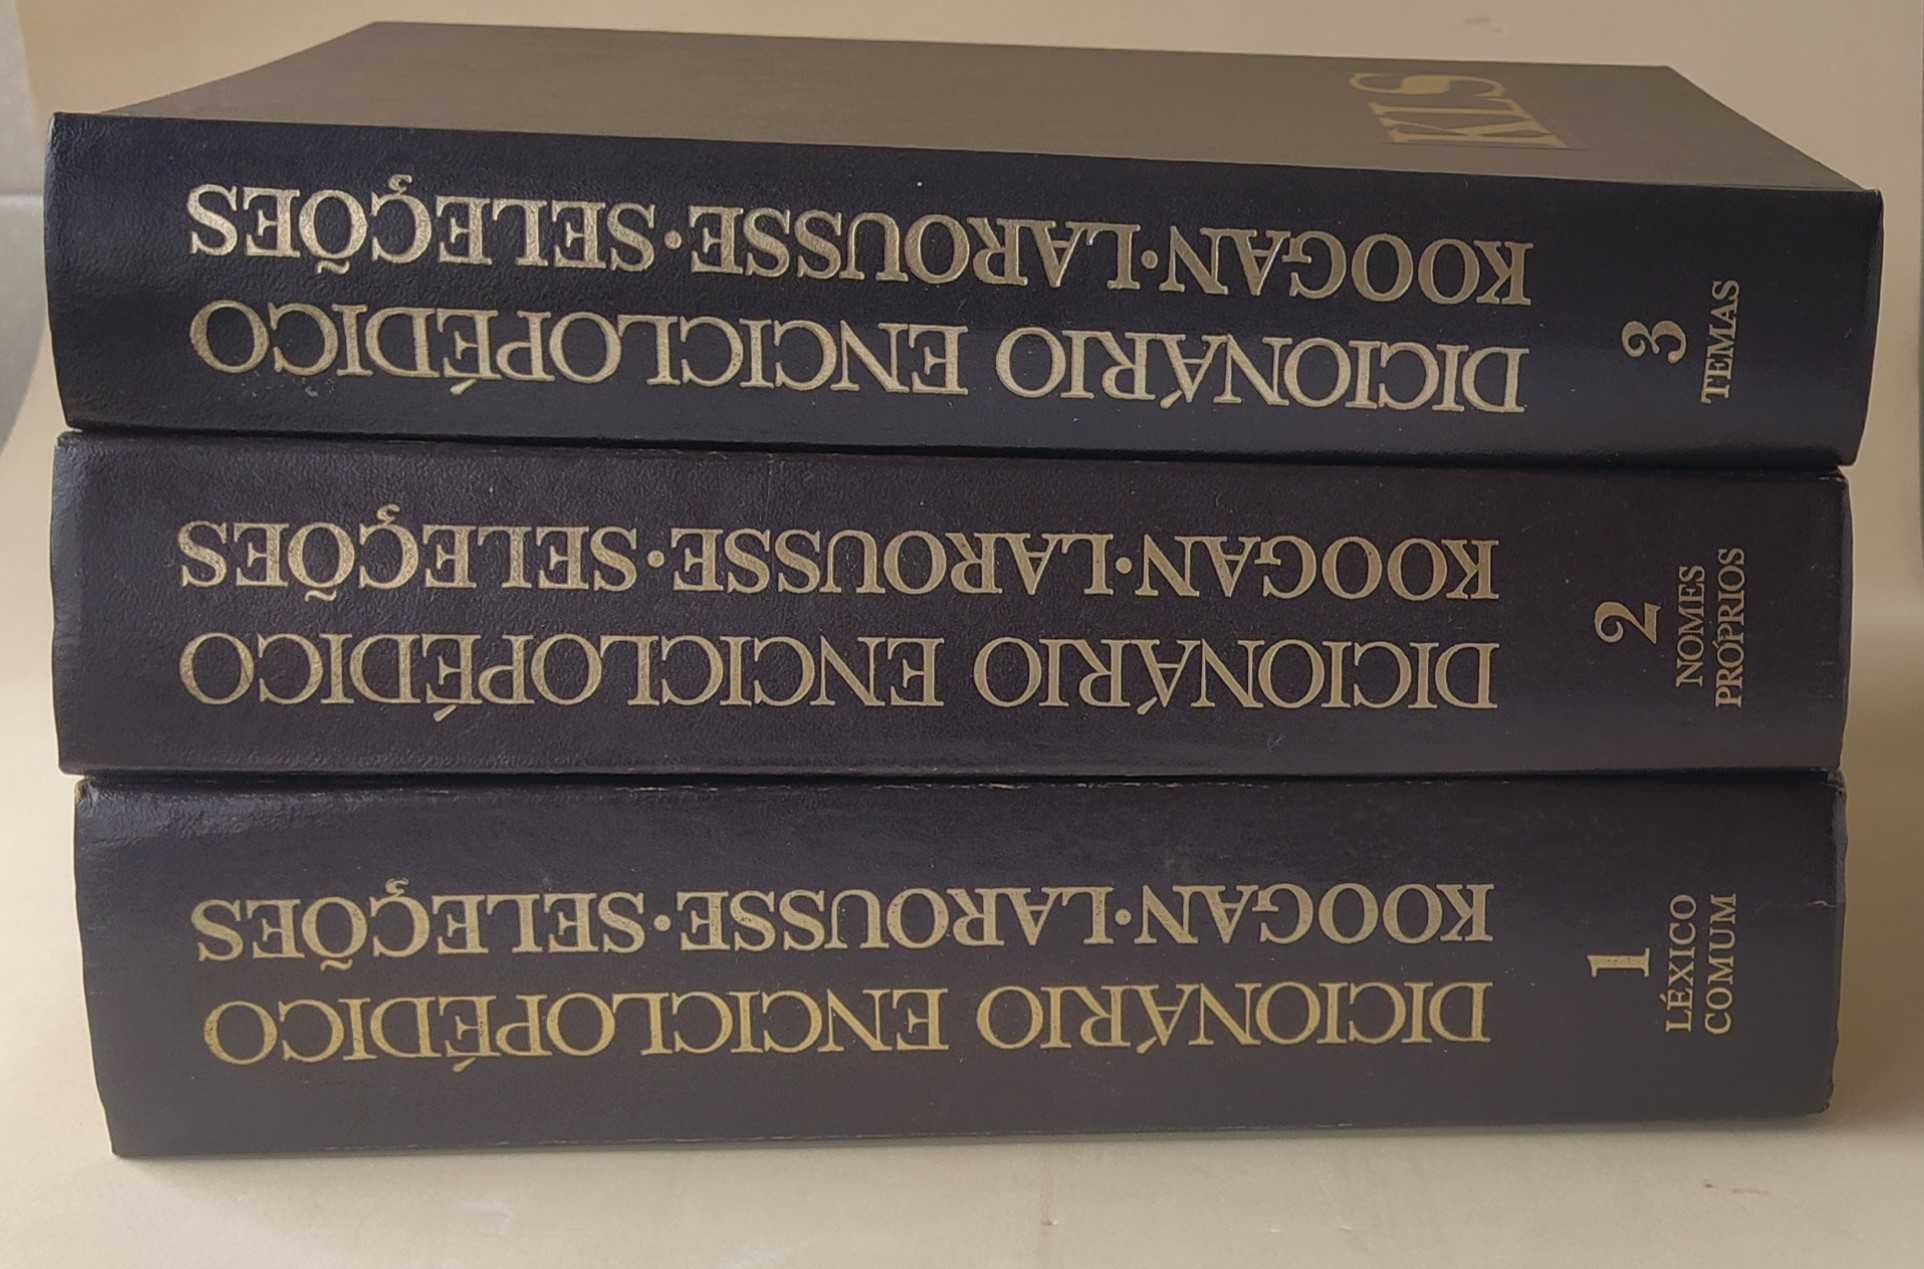 KLS
DICIONÁRIO ENCICLOPÉDICO
KOOGAN·LAROUSSE·SELEÇÕES
3
TEMAS
DICIONÁRIO ENCICLOPÉDICO
KOOGAN·LAROUSSE·SELEÇÕES
2
NOMES
PRÓPRIOS
DICIONÁRIO ENCICLOPÉDICO
KOOGAN·LAROUSSE·SELEÇÕES
1
LÉXICO
COMUM